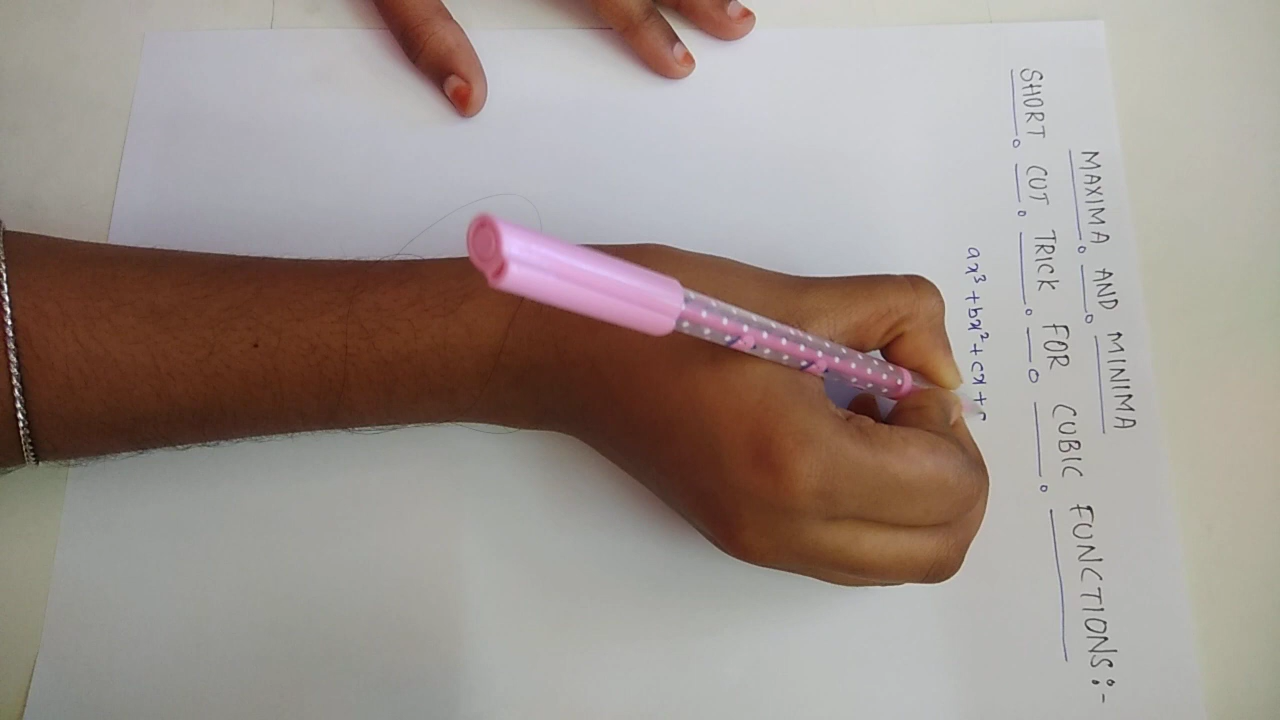 MAXIMA AND MINIMA
SHORT CUT TRICK FOR CUBIC FUNCTIONS:-
ax³+bx²+cx+